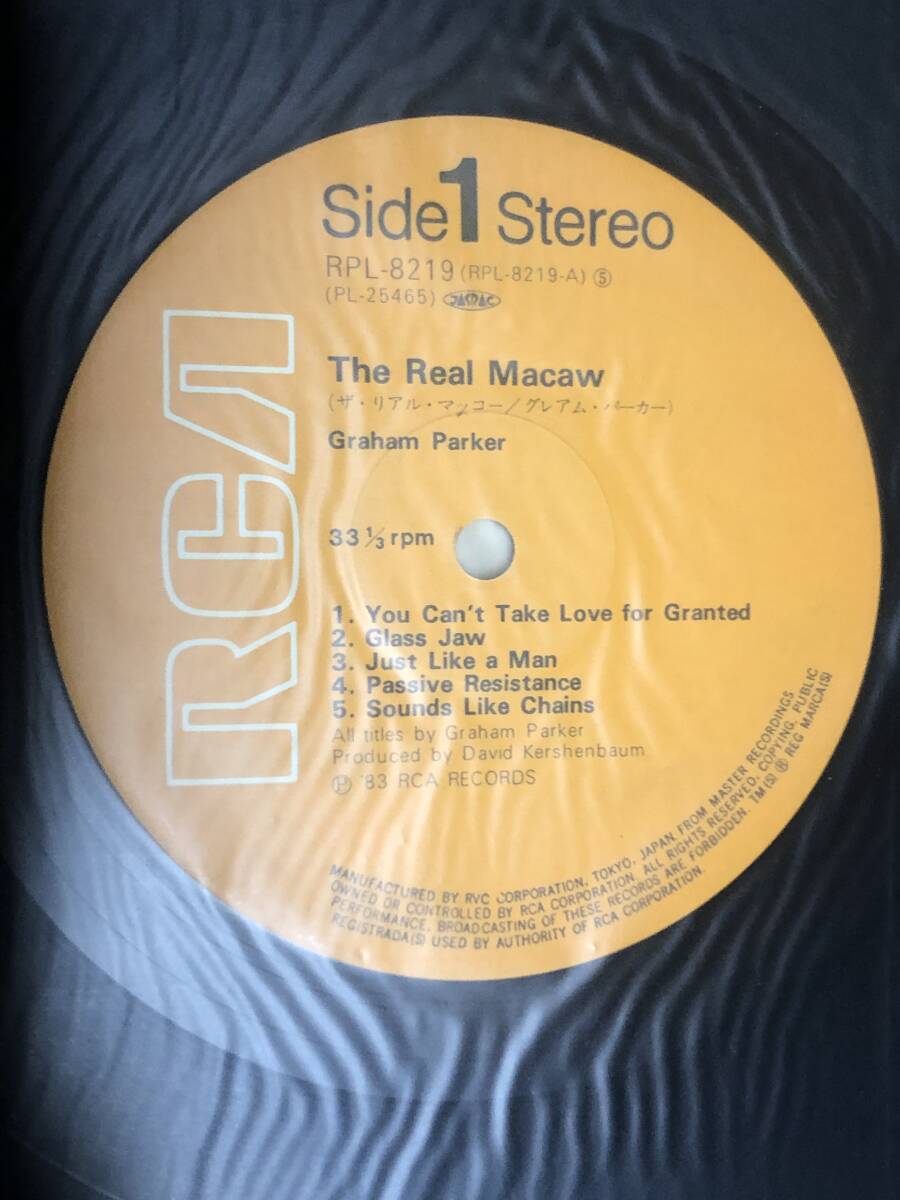 Side 1 Stereo
RPL-8219 (RPL-8219-A) ⑤
(PL-25465) JASRAC
The Real Macaw
(ザ・リアル・マッコー/グレアム・パーカー)
Graham Parker
33 1/3 rpm
1. You Can't Take Love for Granted
2. Glass Jaw
3. Just Like a Man
4. Passive Resistance
5. Sounds Like Chains
All titles by Graham Parker
Produced by David Kershenbaum
Ⓟ '83 RCA RECORDS
RCA
MANUFACTURED BY RVC CORPORATION, TOKYO, JAPAN FROM MASTER RECORDINGS
OWNED OR CONTROLLED BY RCA CORPORATION. ALL RIGHTS RESERVED. COPYING, PUBLIC
PERFORMANCE, BROADCASTING OF THESE RECORDS ARE FORBIDDEN. TM(S) ® REG MARCA(S)
REGISTRADA(S) USED BY AUTHORITY OF RCA CORPORATION.